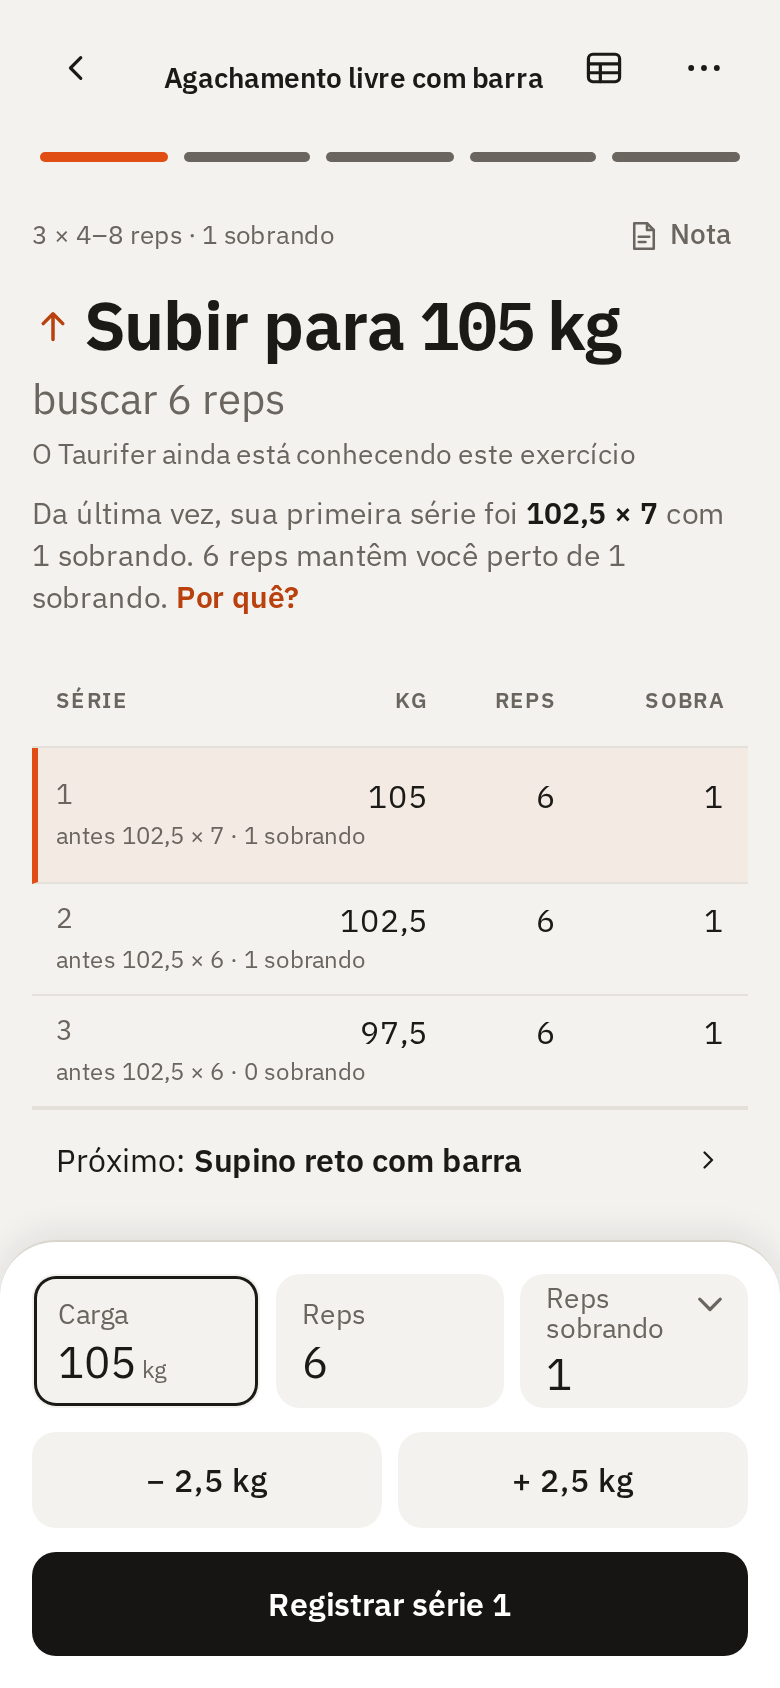 Agachamento livre com barra
3 × 4–8 reps · 1 sobrando
Nota
↑ Subir para 105 kg
buscar 6 reps
O Taurifer ainda está conhecendo este exercício
Da última vez, sua primeira série foi 102,5 × 7 com
1 sobrando. 6 reps mantêm você perto de 1
sobrando. Por quê?
SÉRIE KG REPS SOBRA
1 105 6 1
antes 102,5 × 7 · 1 sobrando
2 102,5 6 1
antes 102,5 × 6 · 1 sobrando
3 97,5 6 1
antes 102,5 × 6 · 0 sobrando
Próximo: Supino reto com barra
Carga
105 kg
Reps
6
Reps
sobrando
1
− 2,5 kg
+ 2,5 kg
Registrar série 1